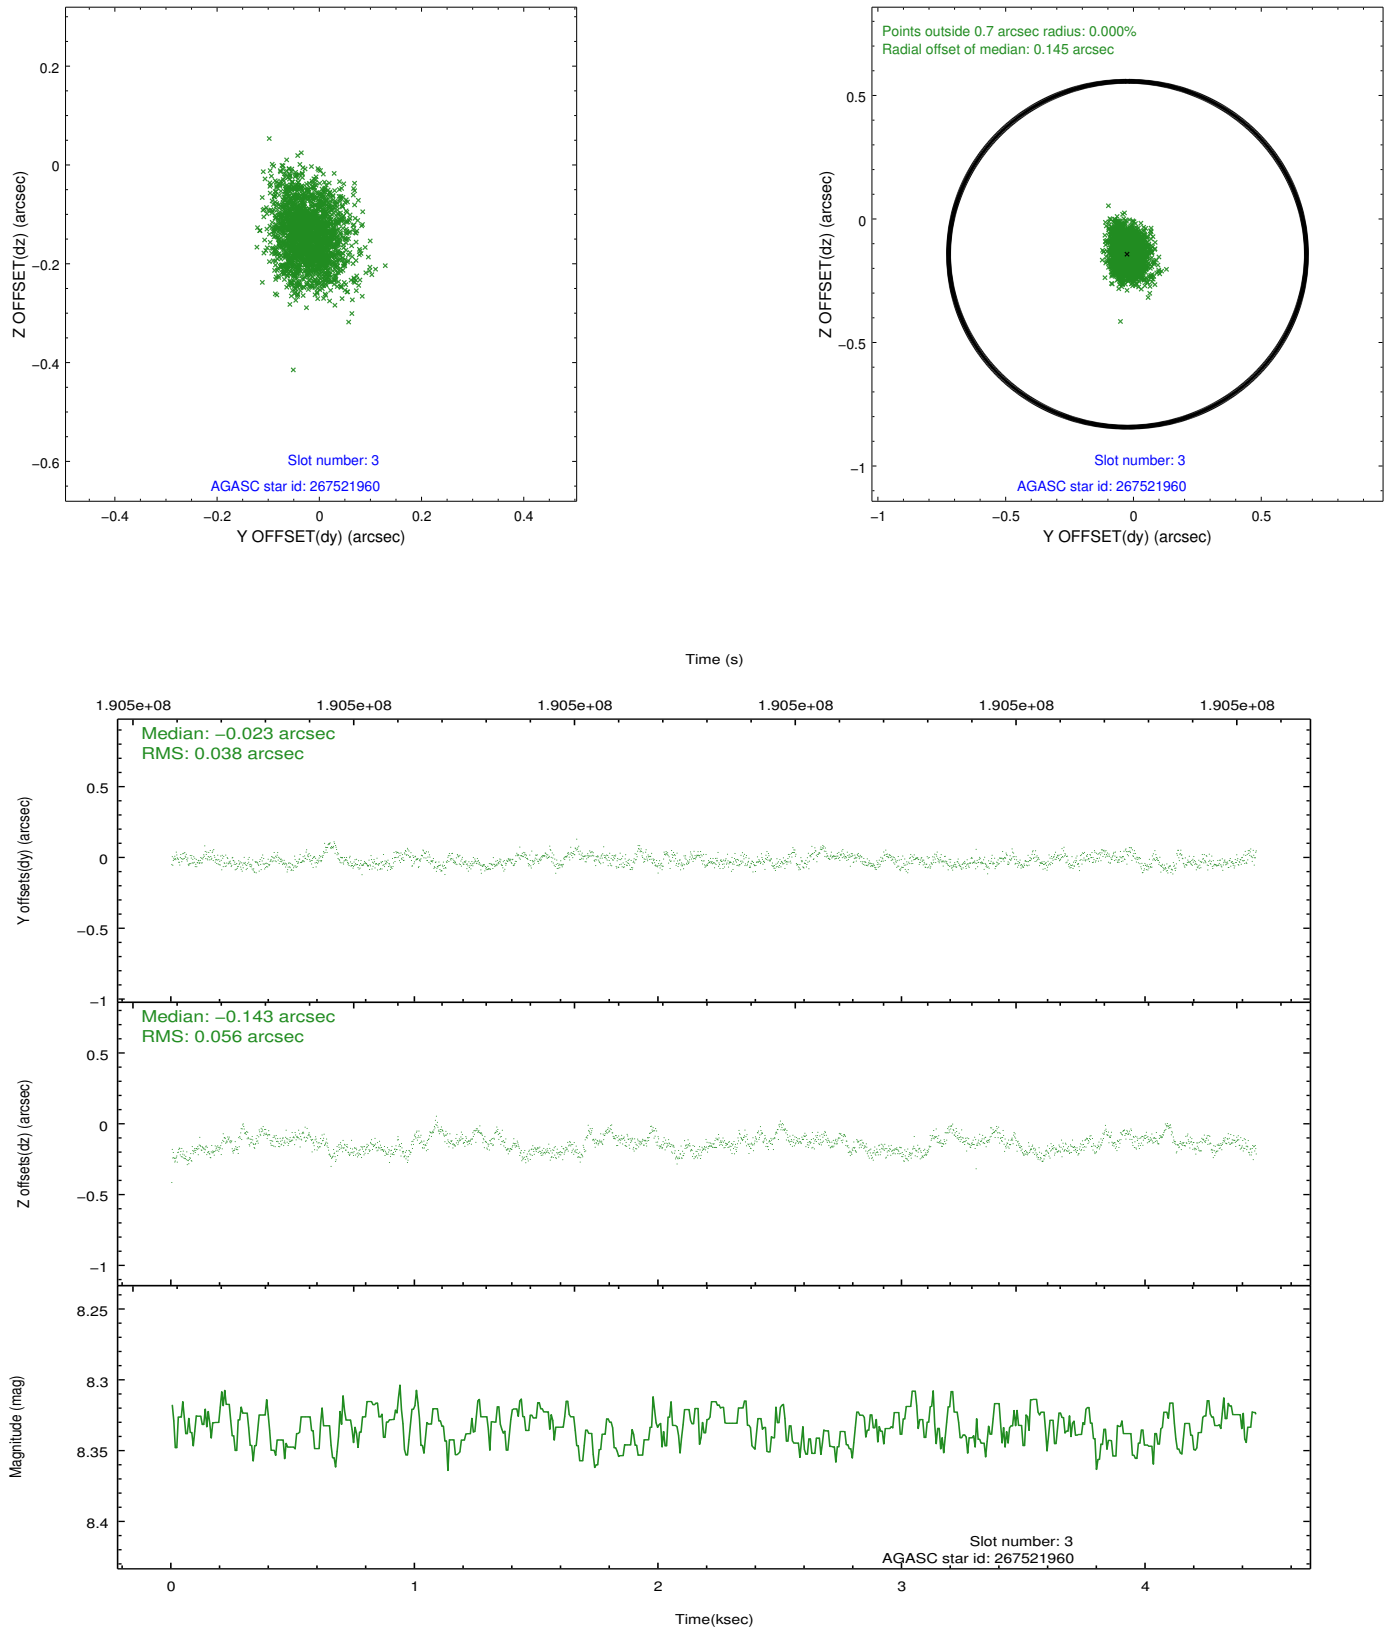 0.2
0
−0.2
−0.4
−0.6
Z OFFSET(dz) (arcsec)
Slot number: 3
AGASC star id: 267521960
−0.4 −0.2 0 0.2 0.4
Y OFFSET(dy) (arcsec)
Points outside 0.7 arcsec radius: 0.000%
Radial offset of median: 0.145 arcsec
0.5
0
−0.5
−1
Z OFFSET(dz) (arcsec)
Slot number: 3
AGASC star id: 267521960
−1 −0.5 0 0.5
Y OFFSET(dy) (arcsec)
Time (s)
1.905e+08 1.905e+08 1.905e+08 1.905e+08 1.905e+08 1.905e+08
Median: −0.023 arcsec
RMS: 0.038 arcsec
0.5
0
−0.5
−1
Y offsets(dy) (arcsec)
Median: −0.143 arcsec
RMS: 0.056 arcsec
0.5
0
−0.5
−1
Z offsets(dz) (arcsec)
8.25
8.3
8.35
8.4
Magnitude (mag)
Slot number: 3
AGASC star id: 267521960
0 1 2 3 4
Time(ksec)